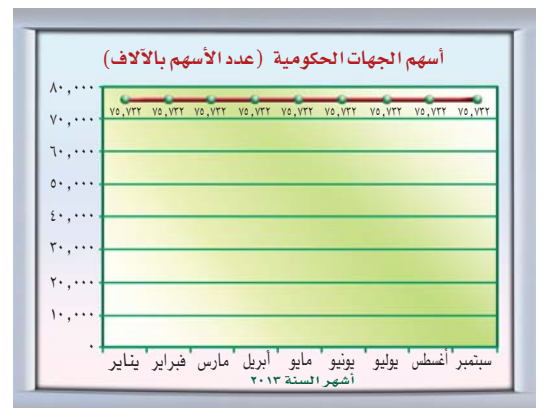 أسهم الجهات الحكومية (عدد الأسهم بالآلاف)
٨٠,٠٠٠
٧٠,٠٠٠
٦٠,٠٠٠
٥٠,٠٠٠
٤٠,٠٠٠
٣٠,٠٠٠
٢٠,٠٠٠
١٠,٠٠٠
٠
٧٥,٧٣٢ ٧٥,٧٣٢ ٧٥,٧٣٢ ٧٥,٧٣٢ ٧٥,٧٣٢ ٧٥,٧٣٢ ٧٥,٧٣٢ ٧٥,٧٣٢ ٧٥,٧٣٢
يناير فبراير مارس أبريل مايو يونيو يوليو أغسطس سبتمبر
أشهر السنة ٢٠١٣